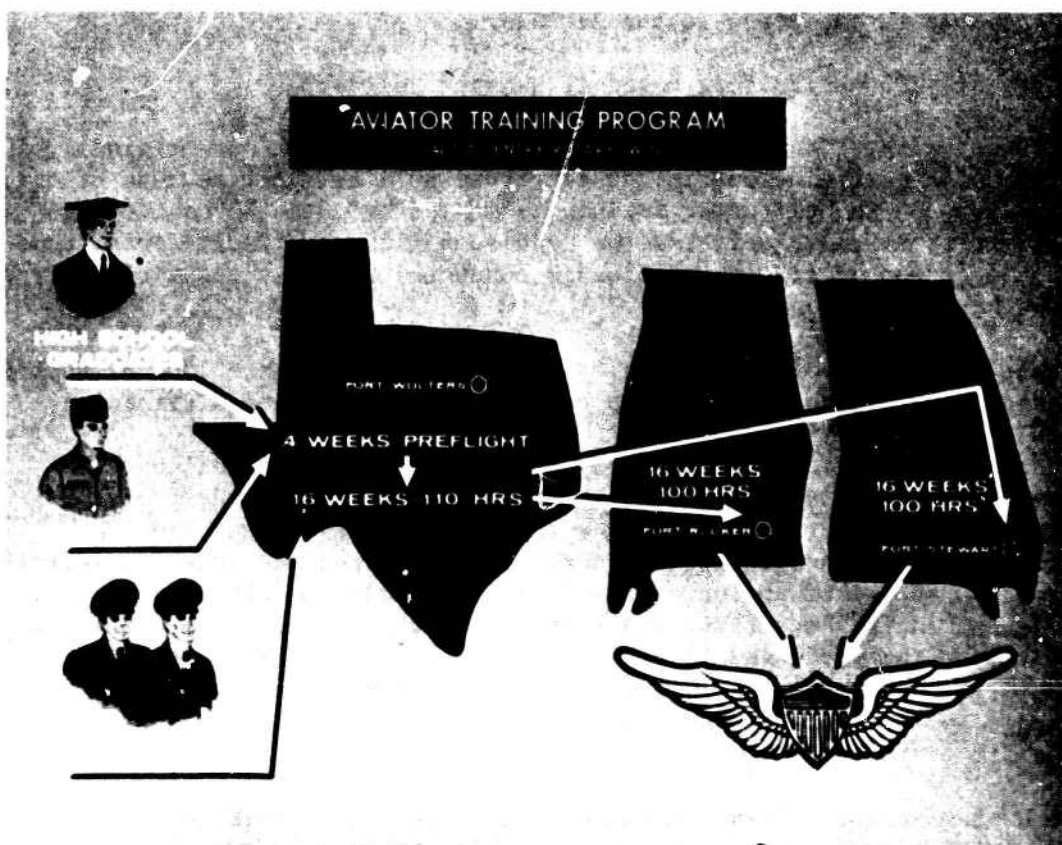 AVIATOR TRAINING PROGRAM
HIGH SCHOOL
GRADUATES
FORT WOLTERS
4 WEEKS PREFLIGHT
16 WEEKS 110 HRS
16 WEEKS
100 HRS
FORT RUCKER
16 WEEKS
100 HRS
FORT STEWART